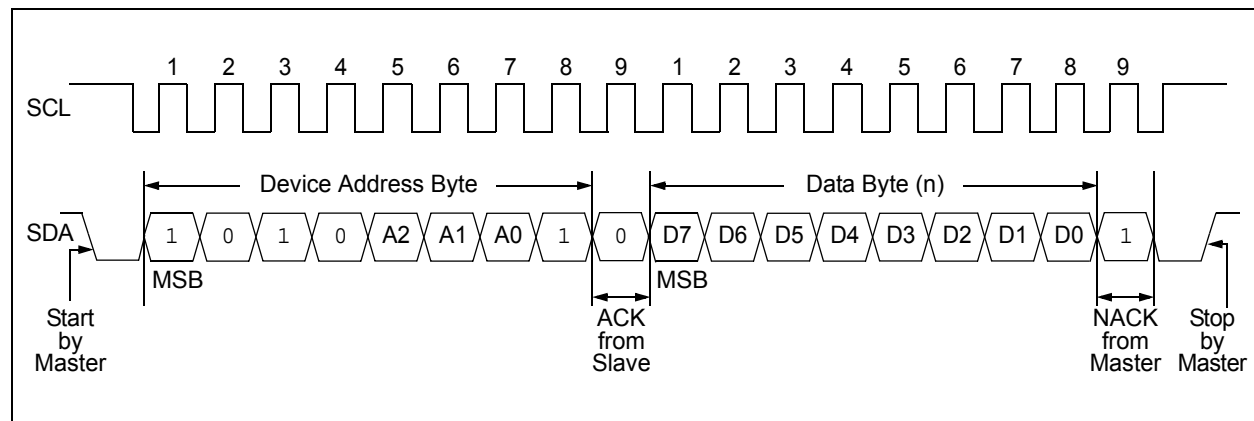 1 2 3 4 5 6 7 8 9 1 2 3 4 5 6 7 8 9
SCL
Device Address Byte Data Byte (n)
SDA 1 0 1 0 A2 A1 A0 1 0 D7 D6 D5 D4 D3 D2 D1 D0 1
MSB MSB
Start by Master
ACK from Slave
NACK from Master
Stop by Master